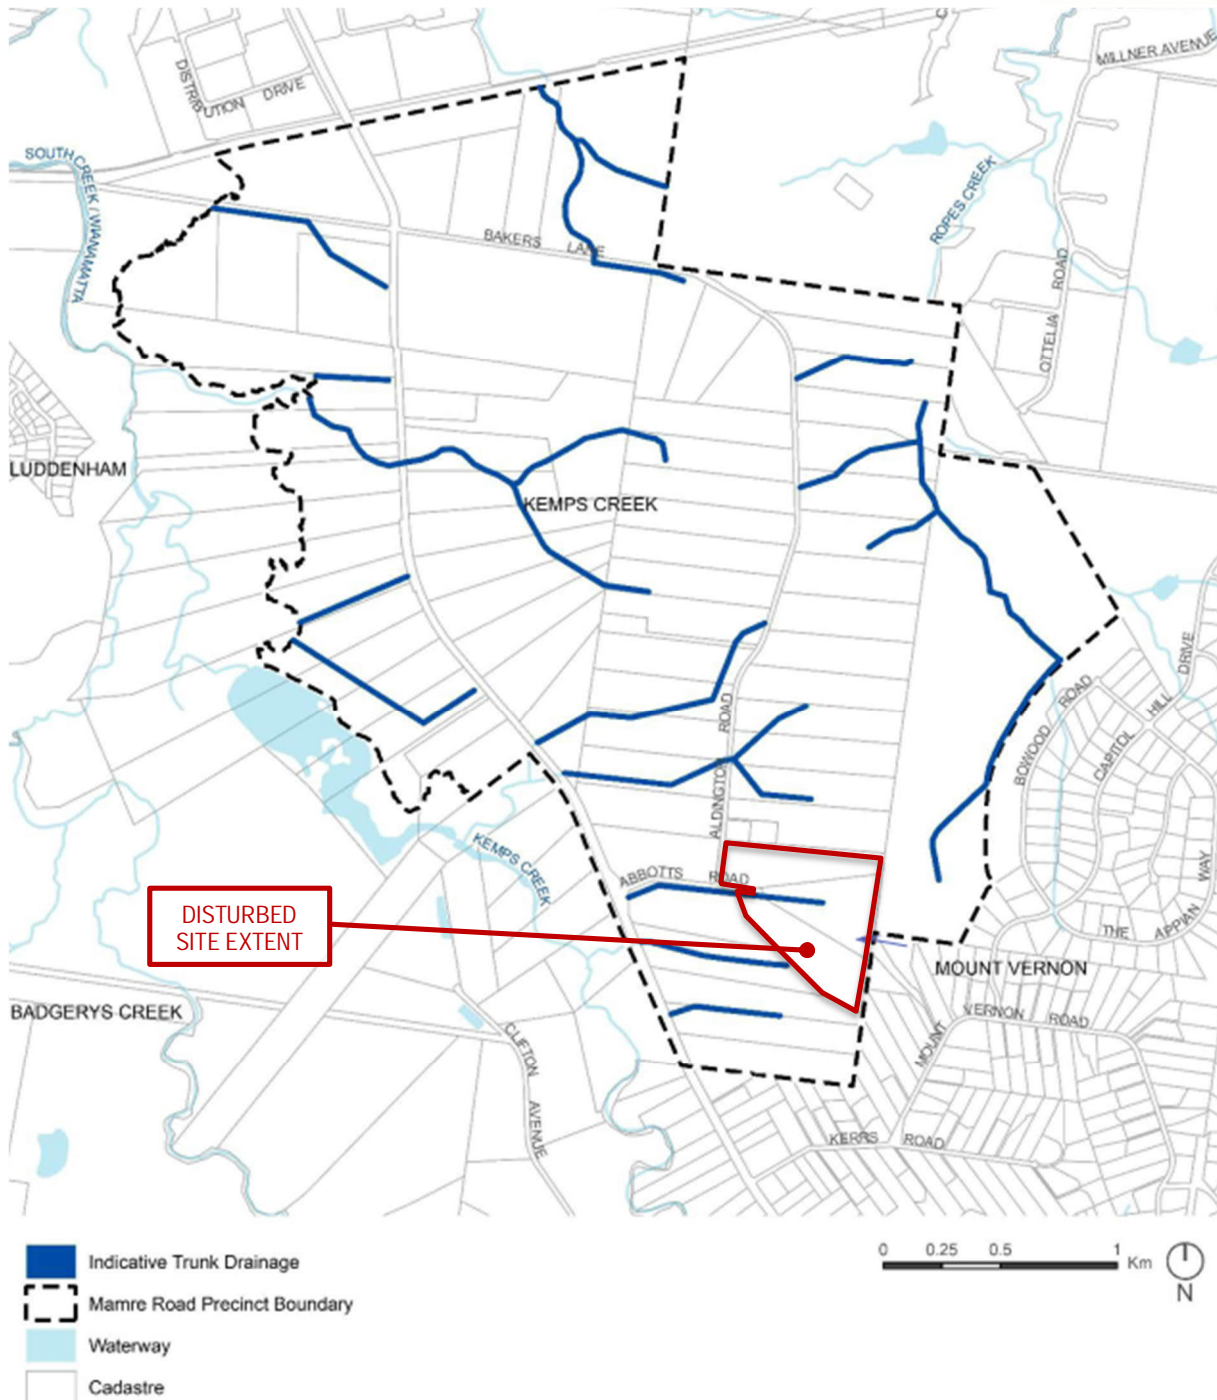 MILLNER AVENUE
DISTRIBUTION DRIVE
SOUTH CREEK / WIANAMATTA
ROPES CREEK
BAKERS LANE
OTTELIA ROAD
LUDDENHAM
KEMPS CREEK
DRIVE
HILL
CAPITOL
BOWOOD ROAD
ALDINGTON ROAD
KEMPS CREEK
ABBOTTS ROAD
WAY
THE APPIAN
DISTURBED
SITE EXTENT
MOUNT VERNON
BADGERYS CREEK
MOUNT VERNON ROAD
CLIFTON AVENUE
KERRS ROAD
Indicative Trunk Drainage
Mamre Road Precinct Boundary
Waterway
Cadastre
0 0.25 0.5 1
Km
N